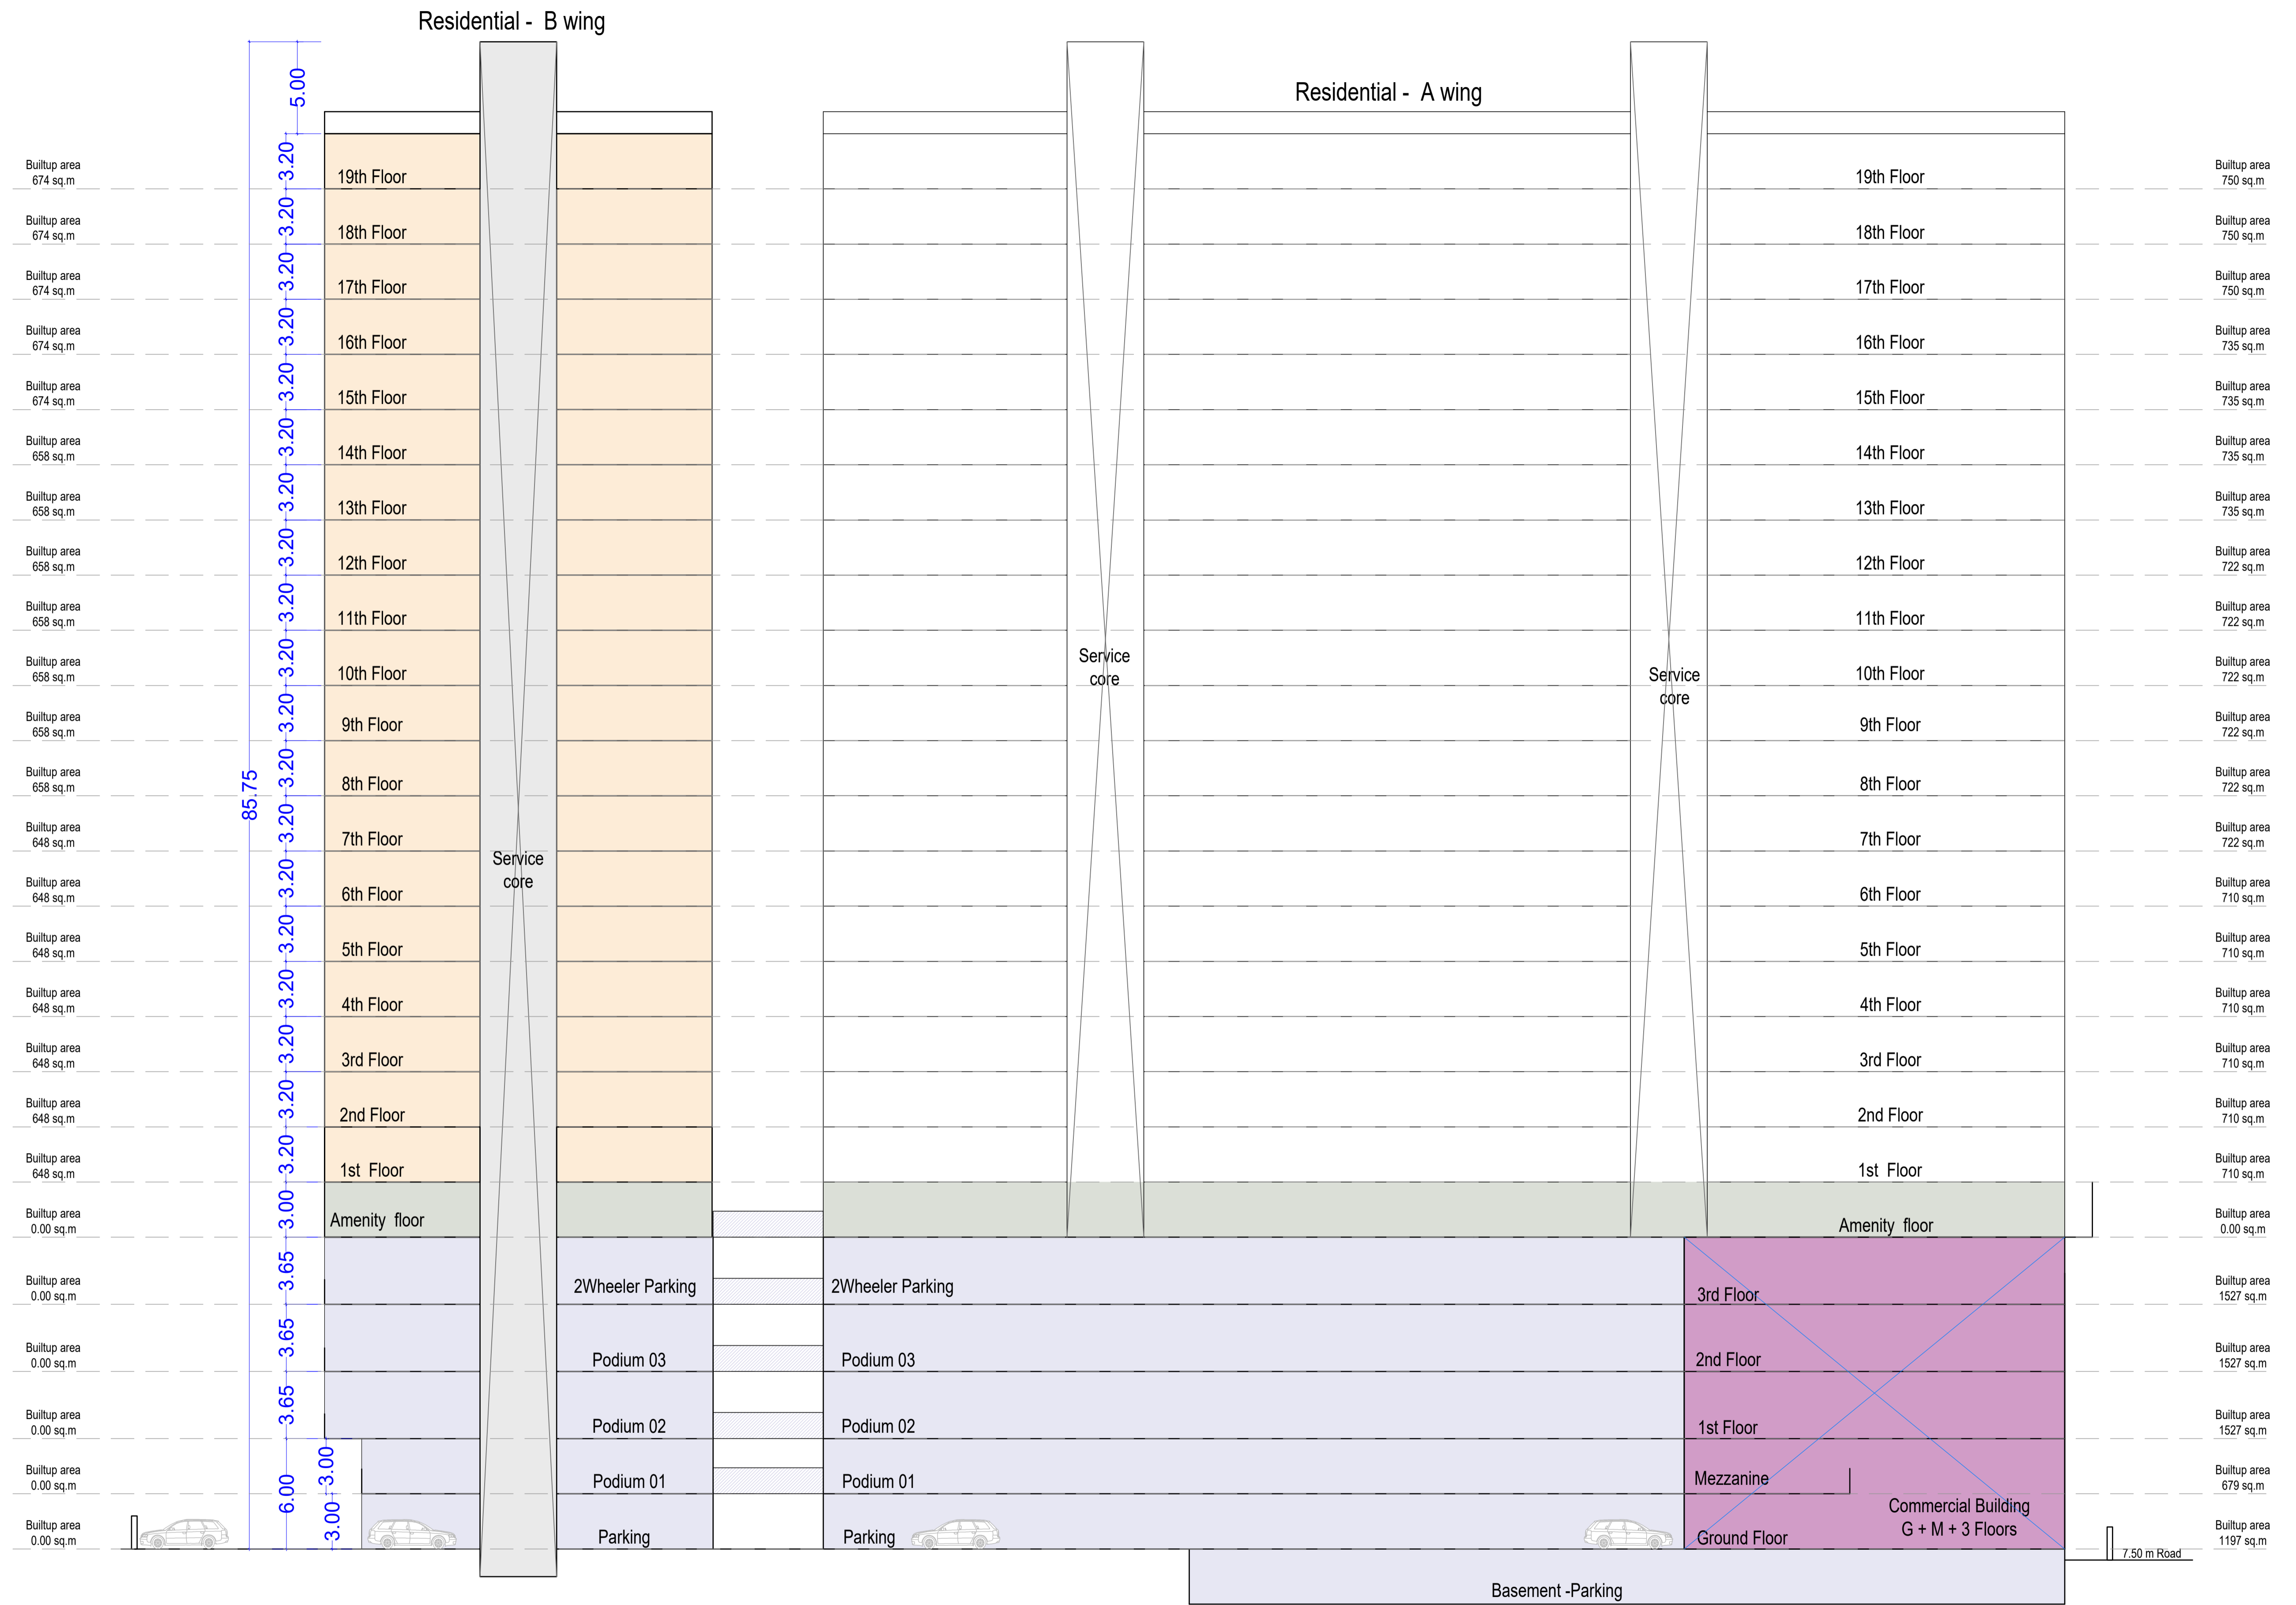 Residential -  B wing
Residential -  A wing
5.00
85.75
Builtup area
674 sq.m
3.20
19th Floor
19th Floor
Builtup area
750 sq.m
Builtup area
674 sq.m
3.20
18th Floor
18th Floor
Builtup area
750 sq.m
Builtup area
674 sq.m
3.20
17th Floor
17th Floor
Builtup area
750 sq.m
Builtup area
674 sq.m
3.20
16th Floor
16th Floor
Builtup area
735 sq.m
Builtup area
674 sq.m
3.20
15th Floor
15th Floor
Builtup area
735 sq.m
Builtup area
658 sq.m
3.20
14th Floor
14th Floor
Builtup area
735 sq.m
Builtup area
658 sq.m
3.20
13th Floor
13th Floor
Builtup area
735 sq.m
Builtup area
658 sq.m
3.20
12th Floor
12th Floor
Builtup area
722 sq.m
Builtup area
658 sq.m
3.20
11th Floor
11th Floor
Builtup area
722 sq.m
Service
core
Service
core
Builtup area
658 sq.m
3.20
10th Floor
10th Floor
Builtup area
722 sq.m
Builtup area
658 sq.m
3.20
9th Floor
9th Floor
Builtup area
722 sq.m
Builtup area
658 sq.m
3.20
8th Floor
8th Floor
Builtup area
722 sq.m
Builtup area
648 sq.m
3.20
7th Floor
7th Floor
Builtup area
722 sq.m
Service
core
Builtup area
648 sq.m
3.20
6th Floor
6th Floor
Builtup area
710 sq.m
Builtup area
648 sq.m
3.20
5th Floor
5th Floor
Builtup area
710 sq.m
Builtup area
648 sq.m
3.20
4th Floor
4th Floor
Builtup area
710 sq.m
Builtup area
648 sq.m
3.20
3rd Floor
3rd Floor
Builtup area
710 sq.m
Builtup area
648 sq.m
3.20
2nd Floor
2nd Floor
Builtup area
710 sq.m
Builtup area
648 sq.m
3.20
1st  Floor
1st  Floor
Builtup area
710 sq.m
Builtup area
0.00 sq.m
3.00
Amenity  floor
Amenity  floor
Builtup area
0.00 sq.m
Builtup area
0.00 sq.m
3.65
2Wheeler Parking
2Wheeler Parking
3rd Floor
Builtup area
1527 sq.m
Builtup area
0.00 sq.m
3.65
Podium 03
Podium 03
2nd Floor
Builtup area
1527 sq.m
Builtup area
0.00 sq.m
3.65
Podium 02
Podium 02
1st Floor
Builtup area
1527 sq.m
Builtup area
0.00 sq.m
6.00
3.00
Podium 01
Podium 01
Mezzanine
Builtup area
679 sq.m
Builtup area
0.00 sq.m
3.00
Parking
Parking
Ground Floor
Commercial Building
G + M + 3 Floors
Builtup area
1197 sq.m
7.50 m Road
Basement -Parking